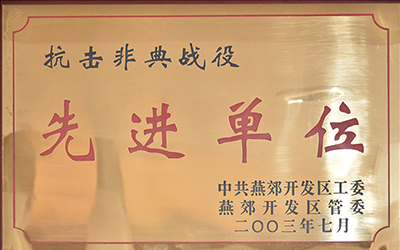 抗击非典战役
先进单位
中共燕郊开发区工委
燕郊开发区管委
二〇〇三年七月